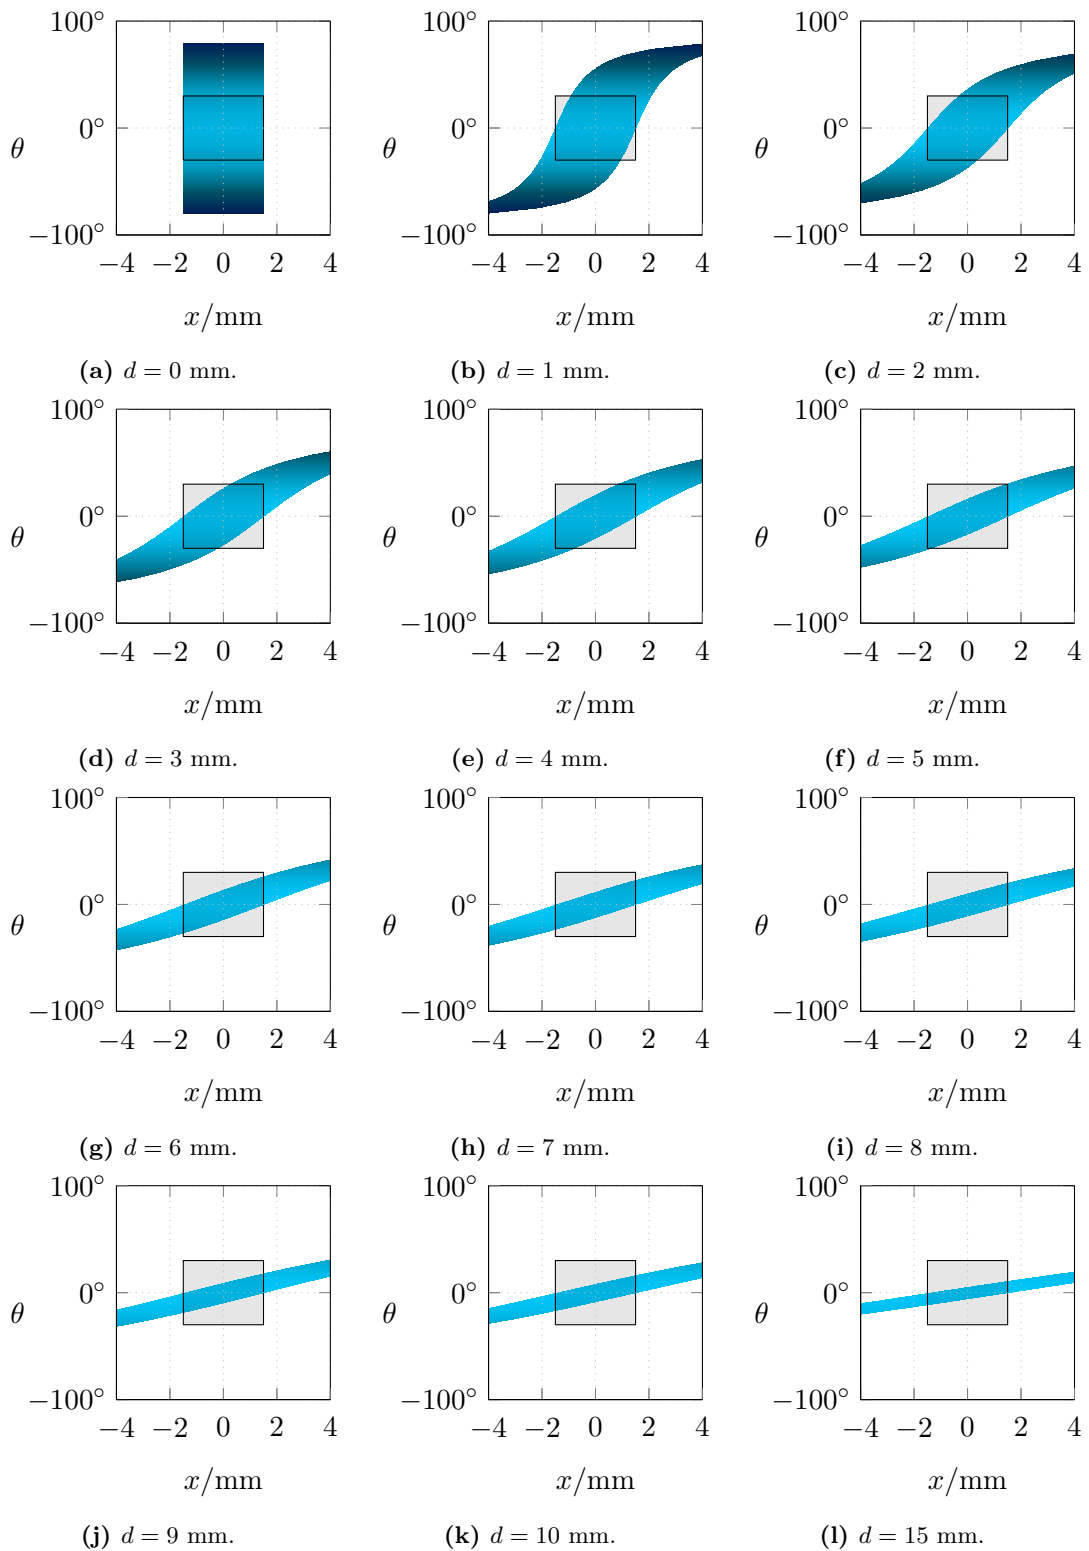 100° 100° 100°
θ 0° θ 0° θ 0°
−100° −100° −100°
−4 −2 0 2 4 −4 −2 0 2 4 −4 −2 0 2 4
x/mm x/mm x/mm
(a) d = 0 mm. (b) d = 1 mm. (c) d = 2 mm.
100° 100° 100°
θ 0° θ 0° θ 0°
−100° −100° −100°
−4 −2 0 2 4 −4 −2 0 2 4 −4 −2 0 2 4
x/mm x/mm x/mm
(d) d = 3 mm. (e) d = 4 mm. (f) d = 5 mm.
100° 100° 100°
θ 0° θ 0° θ 0°
−100° −100° −100°
−4 −2 0 2 4 −4 −2 0 2 4 −4 −2 0 2 4
x/mm x/mm x/mm
(g) d = 6 mm. (h) d = 7 mm. (i) d = 8 mm.
100° 100° 100°
θ 0° θ 0° θ 0°
−100° −100° −100°
−4 −2 0 2 4 −4 −2 0 2 4 −4 −2 0 2 4
x/mm x/mm x/mm
(j) d = 9 mm. (k) d = 10 mm. (l) d = 15 mm.